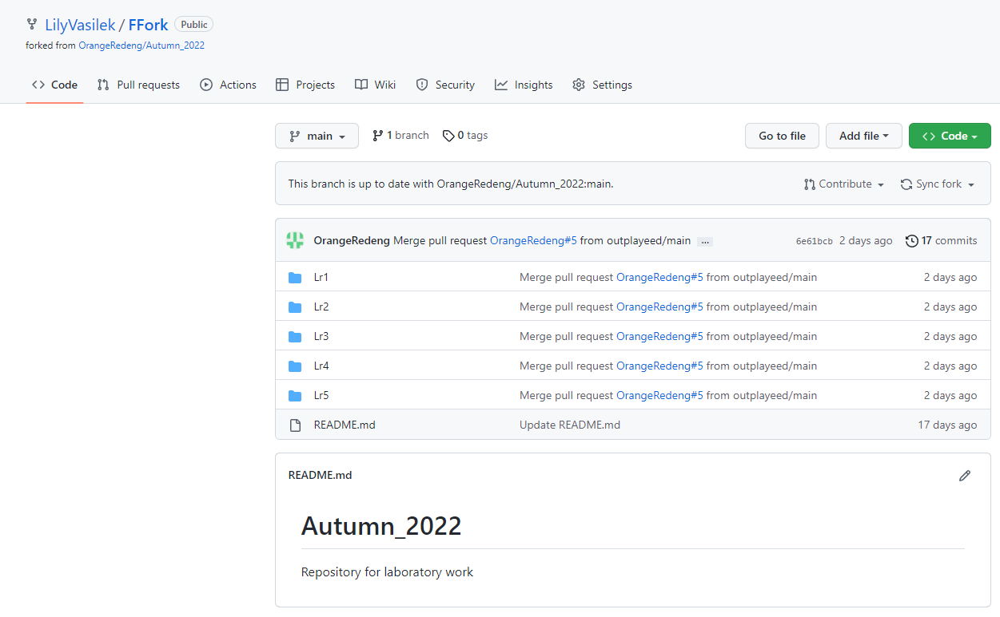 LilyVasilek / FFork Public
forked from OrangeRedeng/Autumn_2022
Code Pull requests Actions Projects Wiki Security Insights Settings
main 1 branch 0 tags Go to file Add file Code
This branch is up to date with OrangeRedeng/Autumn_2022:main. Contribute Sync fork
OrangeRedeng Merge pull request OrangeRedeng#5 from outplayeed/main ... 6e61bcb 2 days ago 17 commits
Lr1 Merge pull request OrangeRedeng#5 from outplayeed/main 2 days ago
Lr2 Merge pull request OrangeRedeng#5 from outplayeed/main 2 days ago
Lr3 Merge pull request OrangeRedeng#5 from outplayeed/main 2 days ago
Lr4 Merge pull request OrangeRedeng#5 from outplayeed/main 2 days ago
Lr5 Merge pull request OrangeRedeng#5 from outplayeed/main 2 days ago
README.md Update README.md 17 days ago
README.md
Autumn_2022
Repository for laboratory work